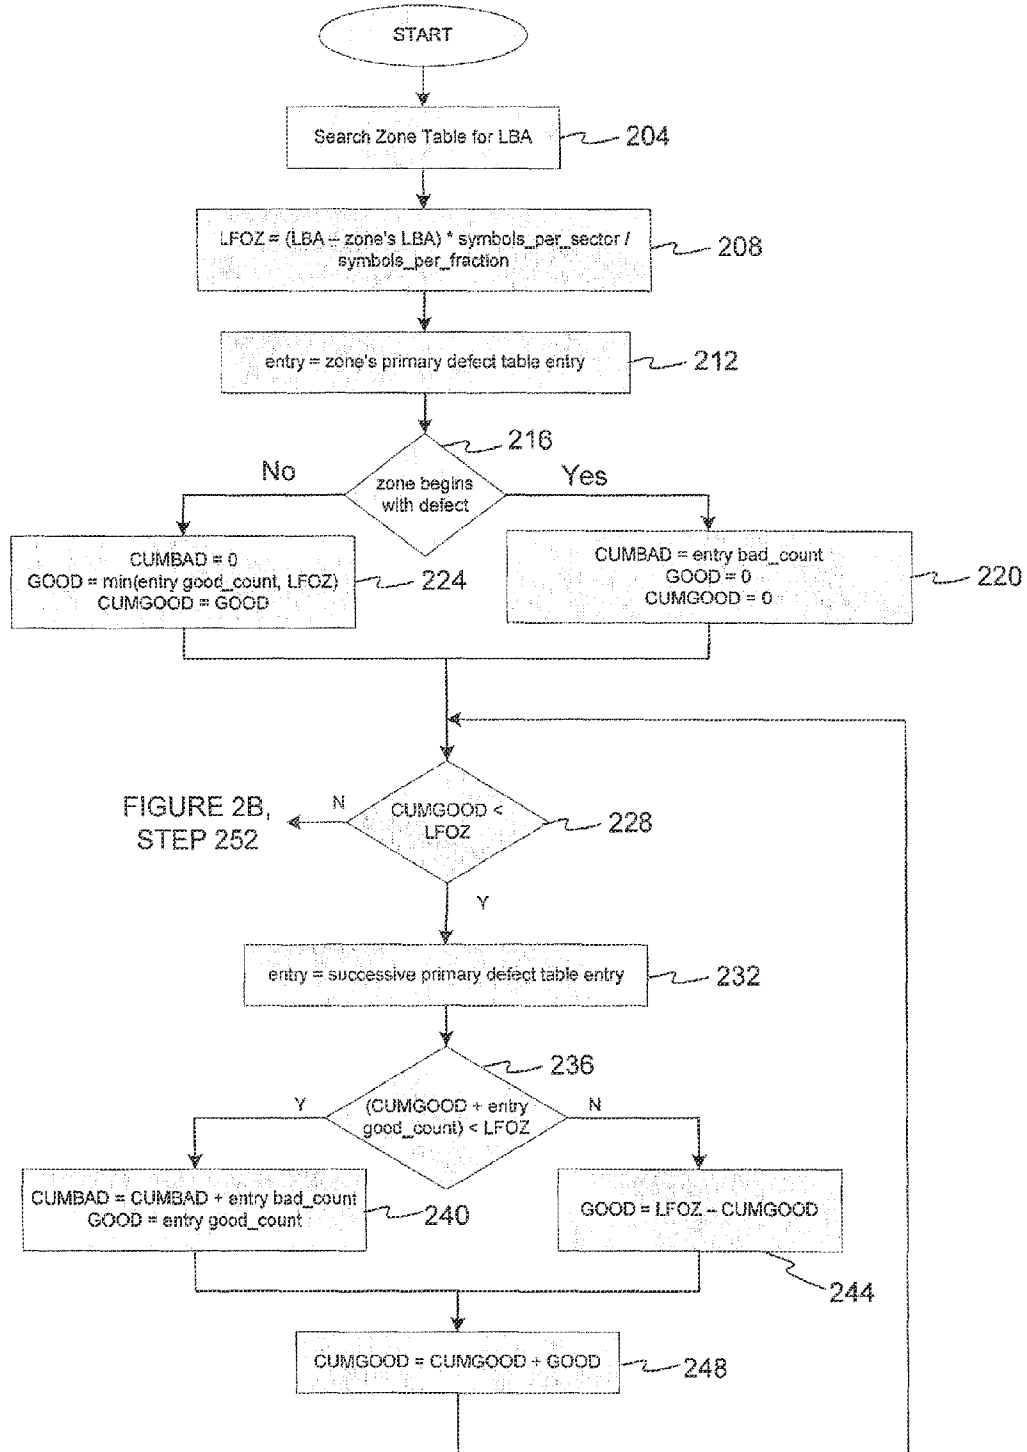 START
Search Zone Table for LBA
204
LFOZ = (LBA – zone's LBA) * symbols_per_sector /
symbols_per_fraction
208
entry = zone's primary defect table entry
212
216
No
zone begins
with defect
Yes
CUMBAD = 0
GOOD = min(entry good_count, LFOZ)
CUMGOOD = GOOD
224
CUMBAD = entry bad_count
GOOD = 0
CUMGOOD = 0
220
FIGURE 2B,
STEP 252
N
CUMGOOD <
LFOZ
228
Y
entry = successive primary defect table entry
232
236
Y
(CUMGOOD + entry
good_count) < LFOZ
N
CUMBAD = CUMBAD + entry bad_count
GOOD = entry good_count
240
GOOD = LFOZ – CUMGOOD
244
CUMGOOD = CUMGOOD + GOOD
248